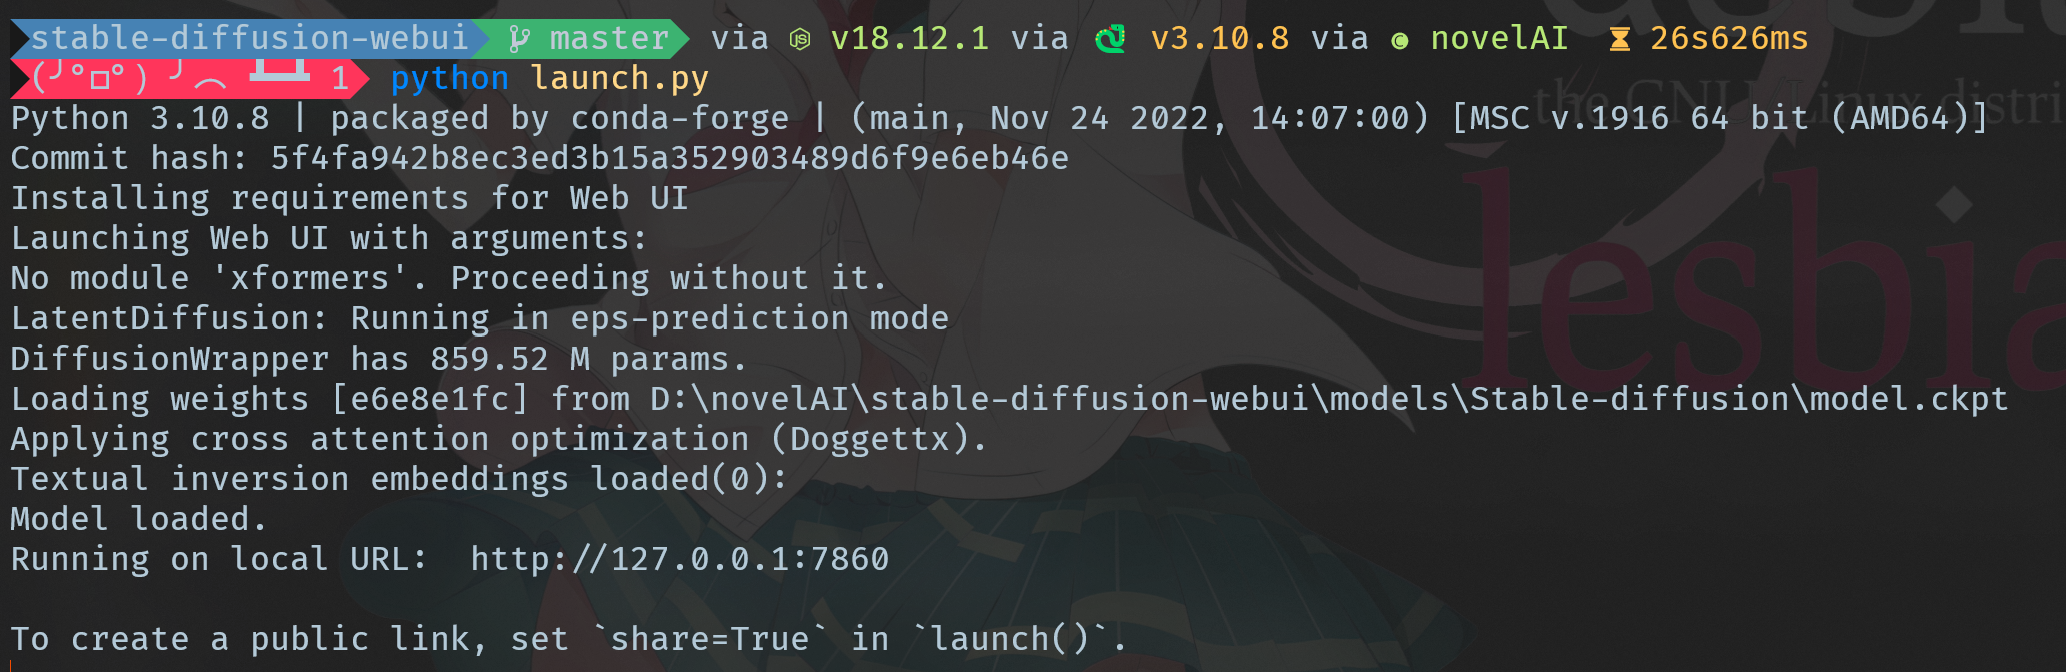 stable-diffusion-webui master via v18.12.1 via v3.10.8 via novelAI 26s626ms
(╯°□°)╯︵ ┻━┻ 1 python launch.py
Python 3.10.8 | packaged by conda-forge | (main, Nov 24 2022, 14:07:00) [MSC v.1916 64 bit (AMD64)]
the GNU Linux distri
Commit hash: 5f4fa942b8ec3ed3b15a352903489d6f9e6eb46e
Installing requirements for Web UI
Launching Web UI with arguments:
No module 'xformers'. Proceeding without it.
lesbia
LatentDiffusion: Running in eps-prediction mode
DiffusionWrapper has 859.52 M params.
Loading weights [e6e8e1fc] from D:\novelAI\stable-diffusion-webui\models\Stable-diffusion\model.ckpt
Applying cross attention optimization (Doggettx).
Textual inversion embeddings loaded(0):
Model loaded.
Running on local URL:  http://127.0.0.1:7860
To create a public link, set `share=True` in `launch()`.